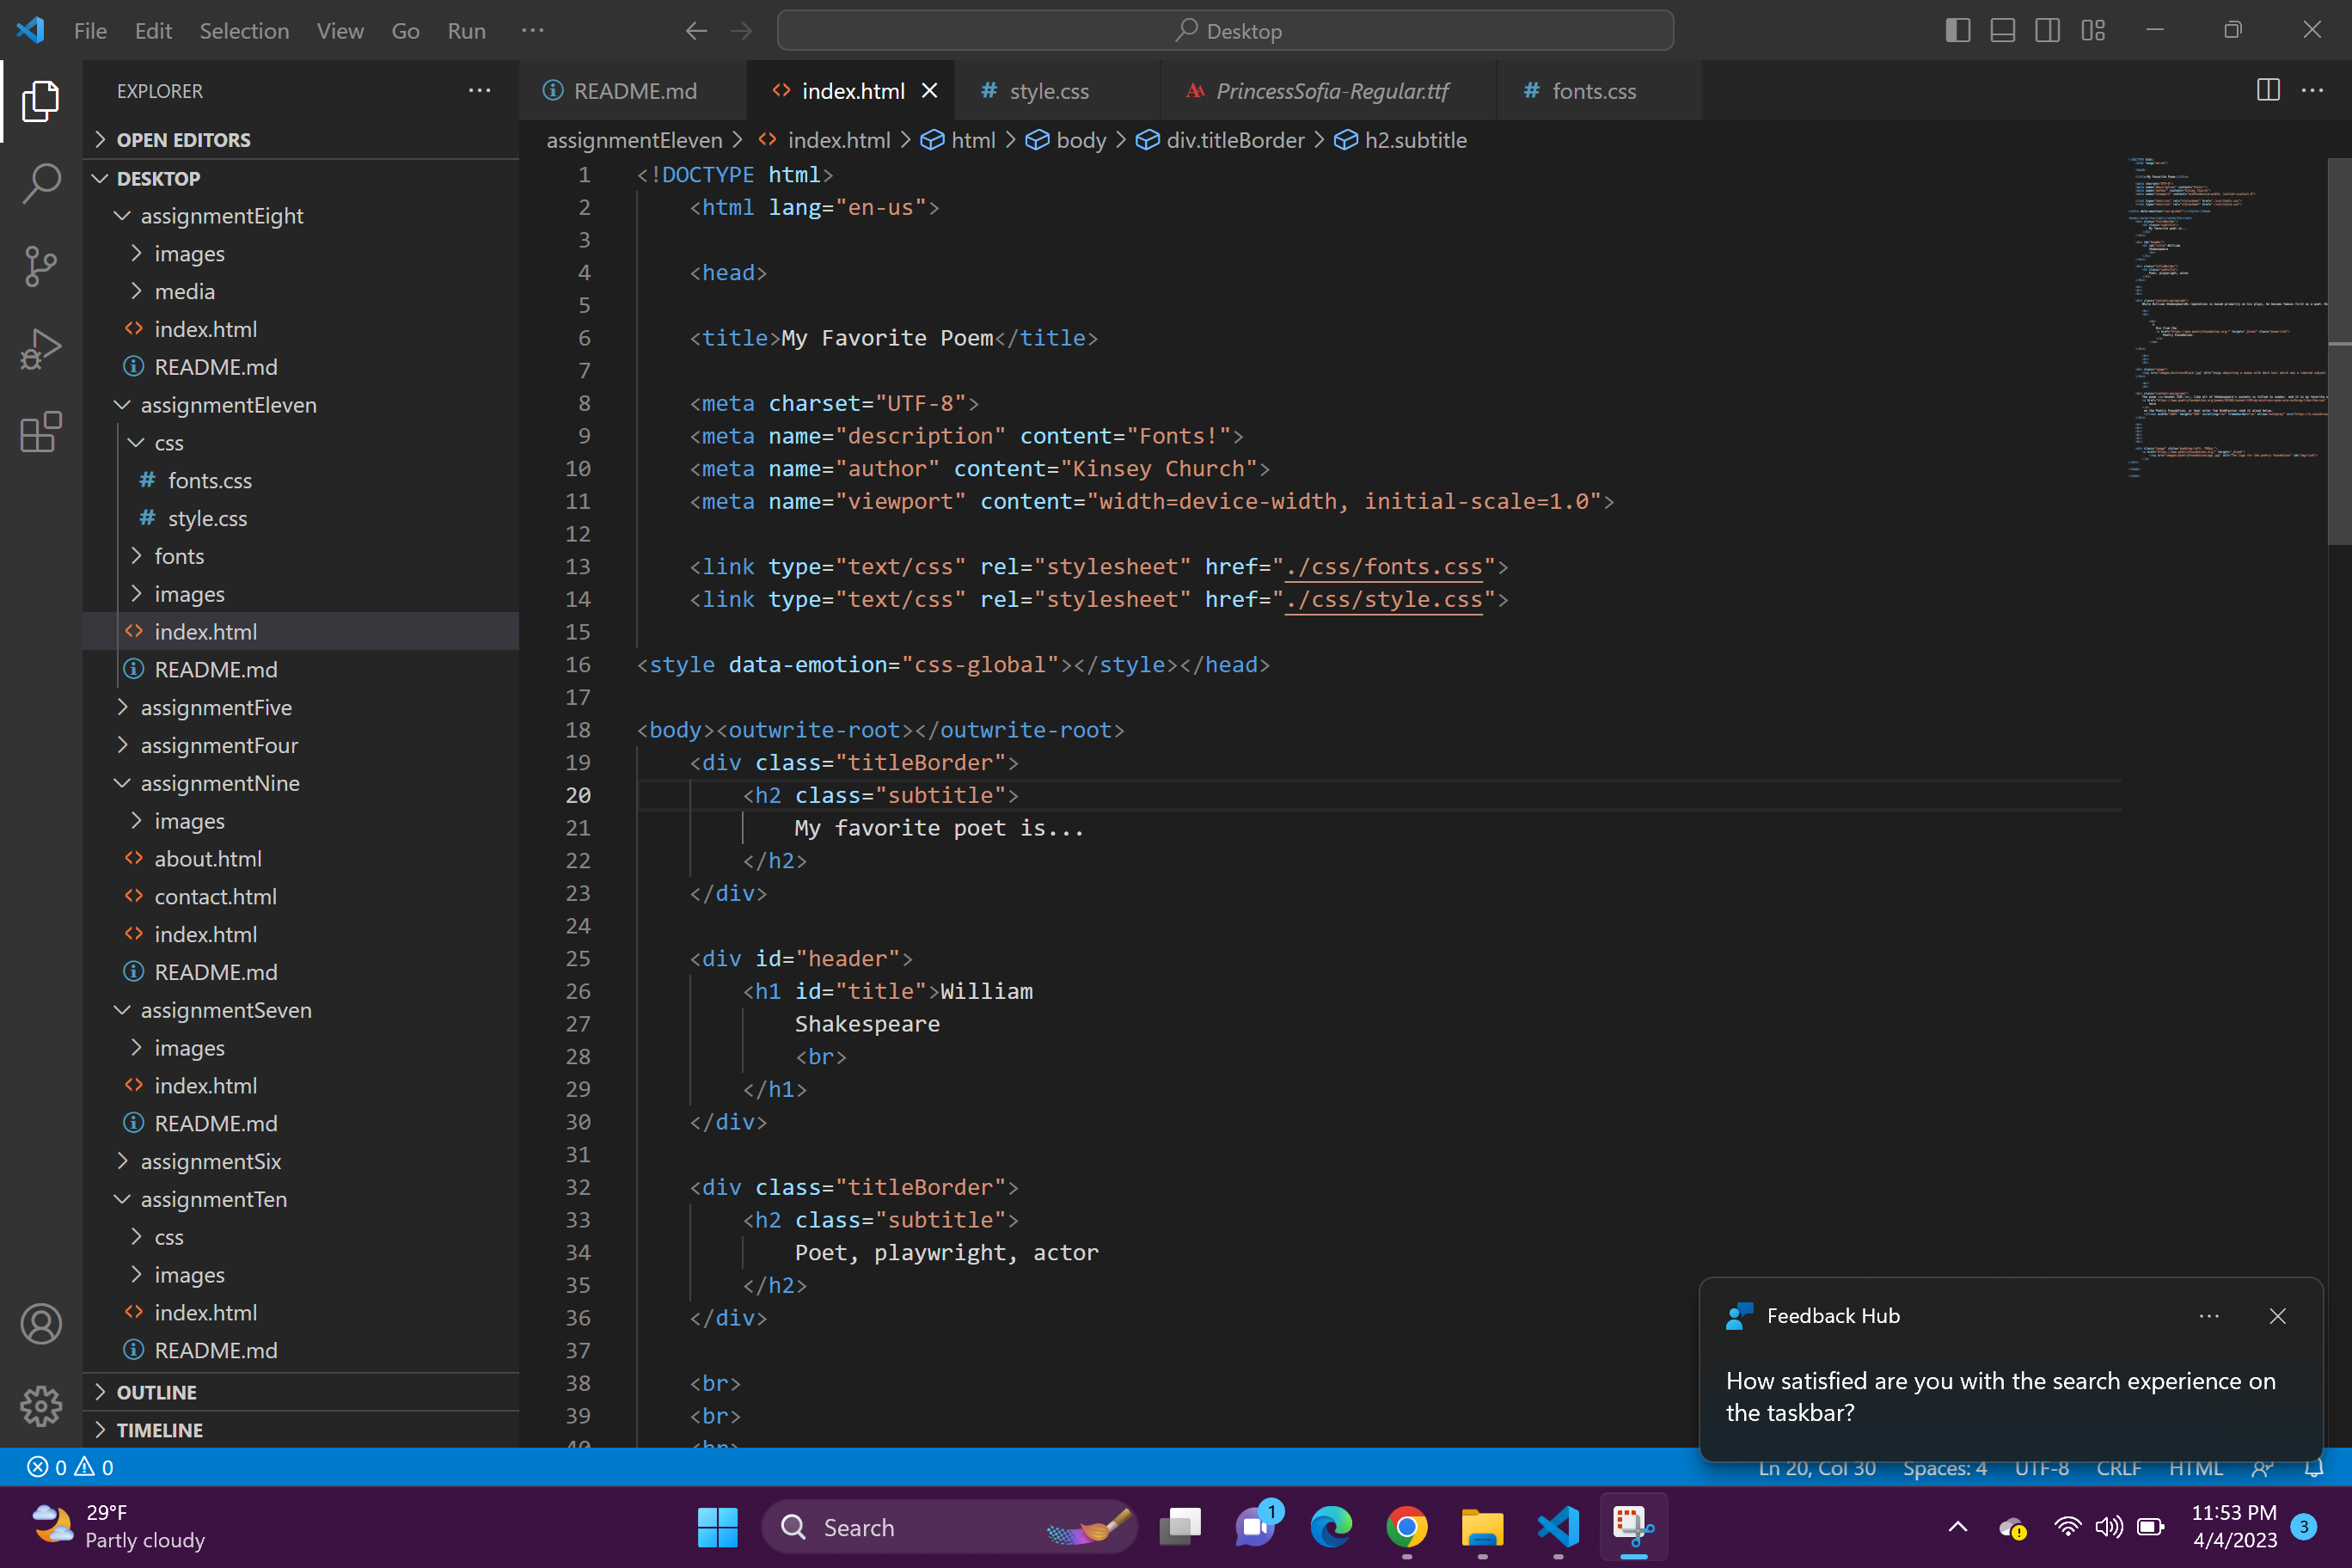 File Edit Selection View Go Run ··· Desktop
EXPLORER
OPEN EDITORS
DESKTOP
assignmentEight
images
media
index.html
README.md
assignmentEleven
css
fonts.css
style.css
fonts
images
index.html
README.md
assignmentFive
assignmentFour
assignmentNine
images
about.html
contact.html
index.html
README.md
assignmentSeven
images
index.html
README.md
assignmentSix
assignmentTen
css
images
index.html
README.md
OUTLINE
TIMELINE
README.md index.html style.css PrincessSofia-Regular.ttf fonts.css
assignmentEleven > index.html > html > body > div.titleBorder > h2.subtitle
1 <!DOCTYPE html>
2 <html lang="en-us">
3
4 <head>
5
6 <title>My Favorite Poem</title>
7
8 <meta charset="UTF-8">
9 <meta name="description" content="Fonts!">
10 <meta name="author" content="Kinsey Church">
11 <meta name="viewport" content="width=device-width, initial-scale=1.0">
12
13 <link type="text/css" rel="stylesheet" href="./css/fonts.css">
14 <link type="text/css" rel="stylesheet" href="./css/style.css">
15
16 <style data-emotion="css-global"></style></head>
17
18 <body><outwrite-root></outwrite-root>
19 <div class="titleBorder">
20 <h2 class="subtitle">
21 My favorite poet is...
22 </h2>
23 </div>
24
25 <div id="header">
26 <h1 id="title">William
27 Shakespeare
28 <br>
29 </h1>
30 </div>
31
32 <div class="titleBorder">
33 <h2 class="subtitle">
34 Poet, playwright, actor
35 </h2>
36 </div>
37
38 <br>
39 <br>
40 <br>
Feedback Hub
How satisfied are you with the search experience on
the taskbar?
0 0 Ln 20, Col 30 Spaces: 4 UTF-8 CRLF HTML
29°F
Partly cloudy
Search
1
11:53 PM
4/4/2023
3